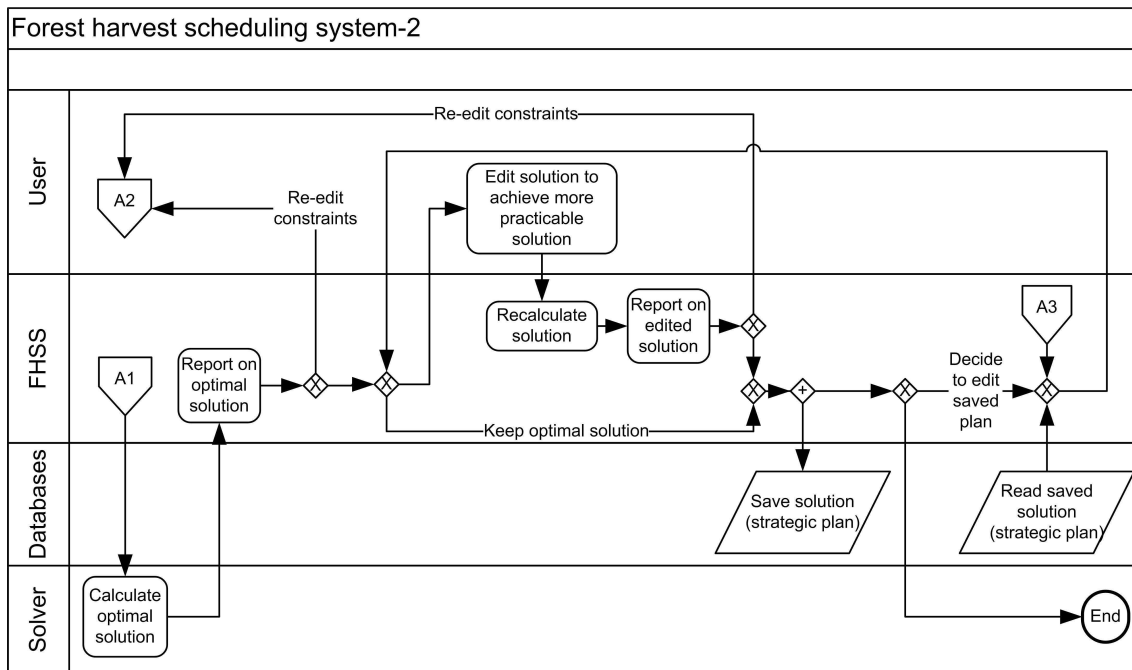 Forest harvest scheduling system-2
User
Re-edit constraints
A2
Re-edit
constraints
Edit solution to
achieve more
practicable
solution
FHSS
A1
Report on
optimal
solution
Recalculate
solution
Report on
edited
solution
X
X
X
X
+
X
X
A3
Decide
to edit
saved
plan
Keep optimal solution
Databases
Save solution
(strategic plan)
Read saved
solution
(strategic plan)
Solver
Calculate
optimal
solution
End